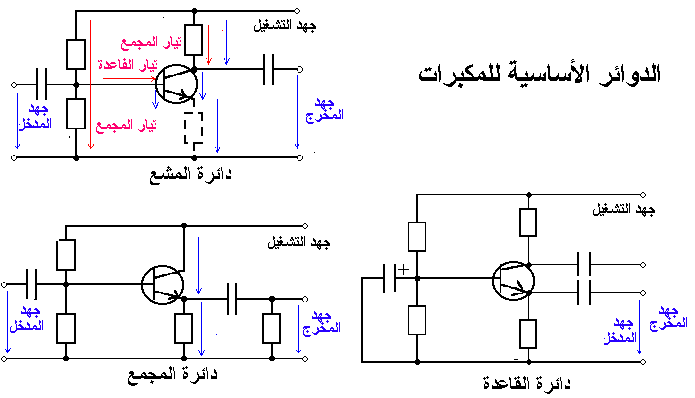 الدوائر الأساسية للمكبرات
جهد التشغيل
تيار المجمع
تيار القاعدة
جهد
المدخل
تيار المجمع
جهد
المخرج
دائرة المشع
جهد التشغيل
جهد
المدخل
جهد
المخرج
دائرة المجمع
جهد التشغيل
+
جهد
المدخل
جهد
المخرج
دائرة القاعدة